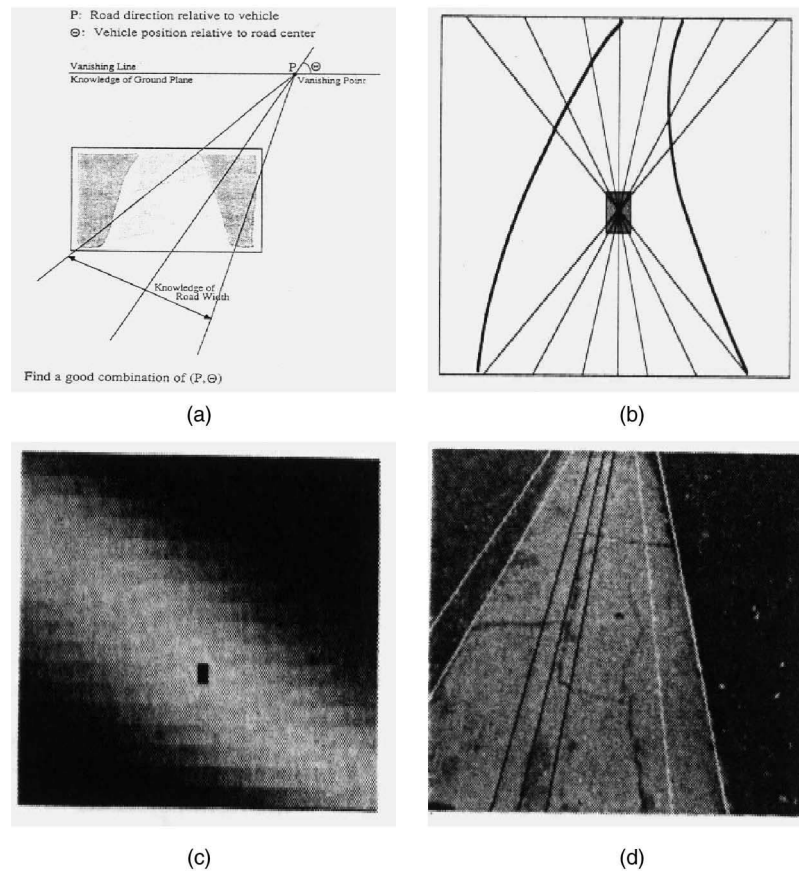 P: Road direction relative to vehicle
Θ: Vehicle position relative to road center
Vanishing Line
P Θ
Knowledge of Ground Plane
Vanishing Point
Knowledge of
Road Width
Find a good combination of (P,Θ)
(a)
(b)
(c)
(d)